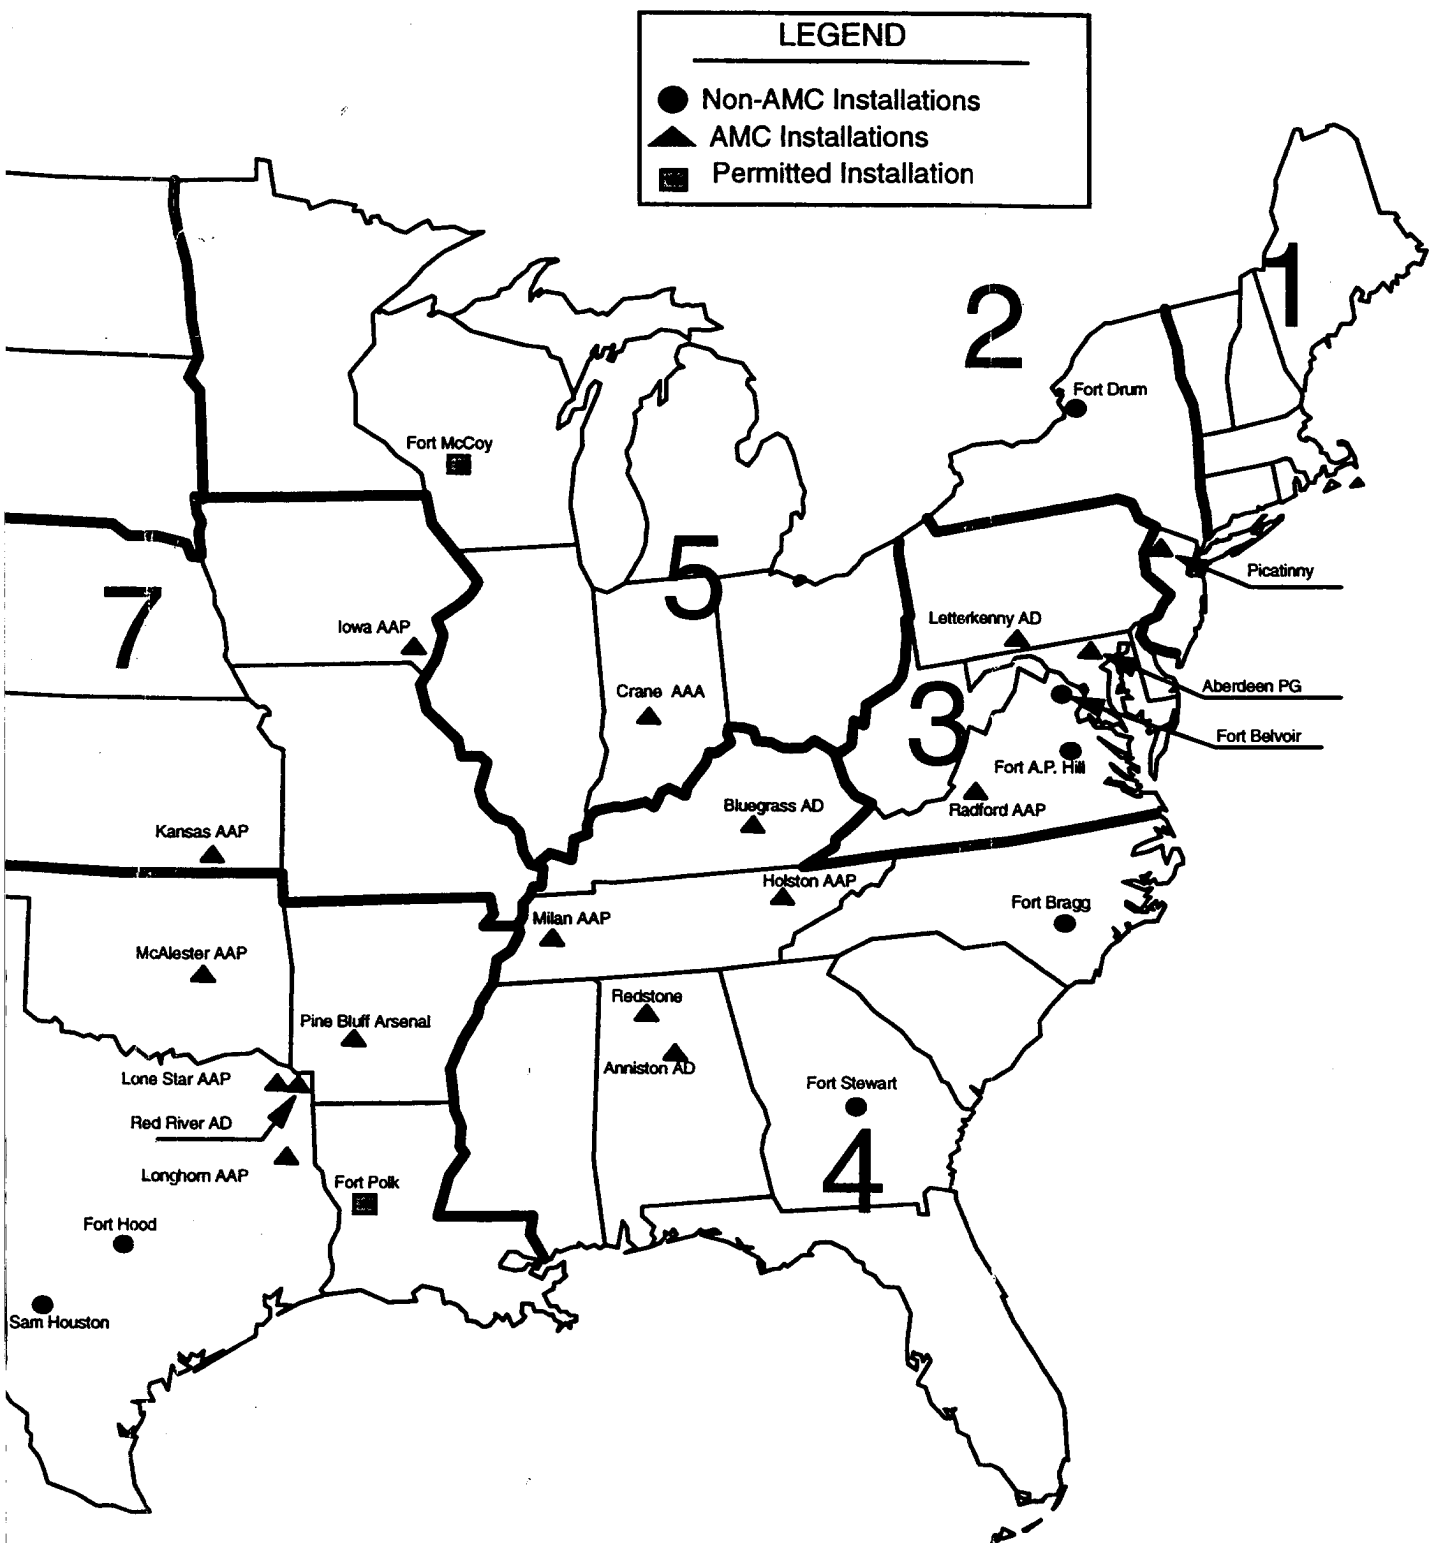 LEGEND
Non-AMC Installations
AMC Installations
Permitted Installation
1
2
Fort Drum
Fort McCoy
5
Picatinny
7
Iowa AAP
Letterkenny AD
Crane AAA
Aberdeen PG
3
Fort Belvoir
Fort A.P. Hill
Bluegrass AD
Radford AAP
Kansas AAP
Holston AAP
Milan AAP
Fort Bragg
McAlester AAP
Redstone
Pine Bluff Arsenal
Anniston AD
Lone Star AAP
Fort Stewart
Red River AD
4
Longhorn AAP
Fort Polk
Fort Hood
Sam Houston